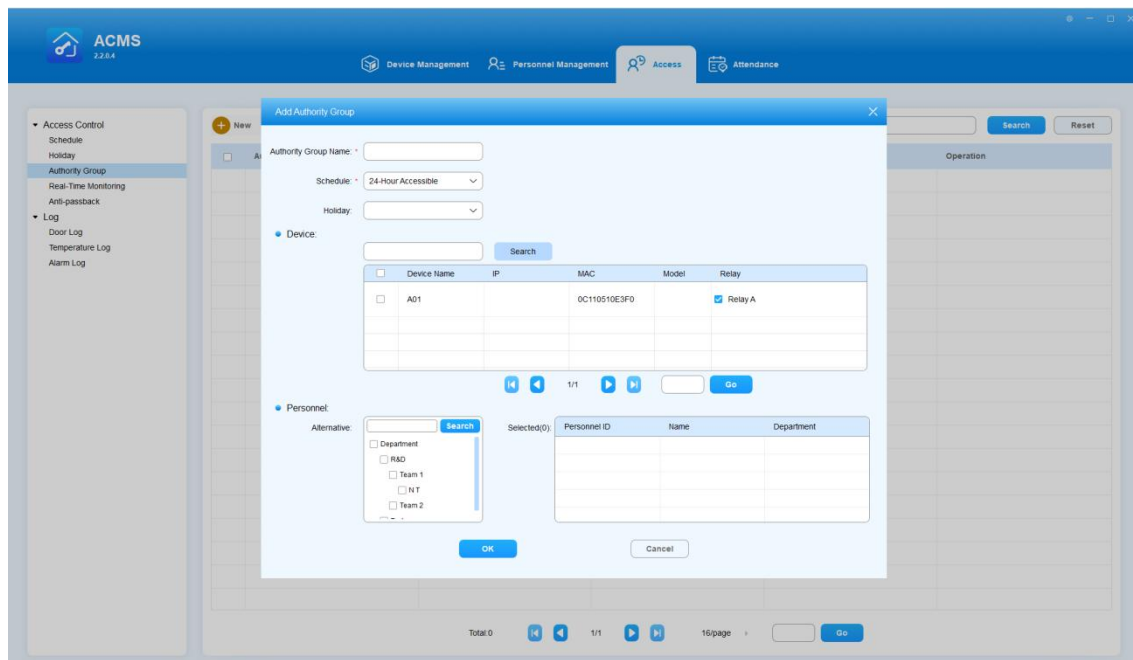 ACMS
2.2.0.4
Device Management Personnel Management Access Attendance
Access Control
Schedule
Holiday
Authority Group
Real-Time Monitoring
Anti-passback
Log
Door Log
Temperature Log
Alarm Log
New Search Reset
Operation
Add Authority Group
Authority Group Name: *
Schedule: * 24-Hour Accessible
Holiday:
Device:
Search
Device Name IP MAC Model Relay
A01 0C110510E3F0 Relay A
1/1 Go
Personnel:
Alternative: Search Selected(0): Personnel ID Name Department
Department
R&D
Team 1
N T
Team 2
OK Cancel
Total:0 1/1 16/page Go